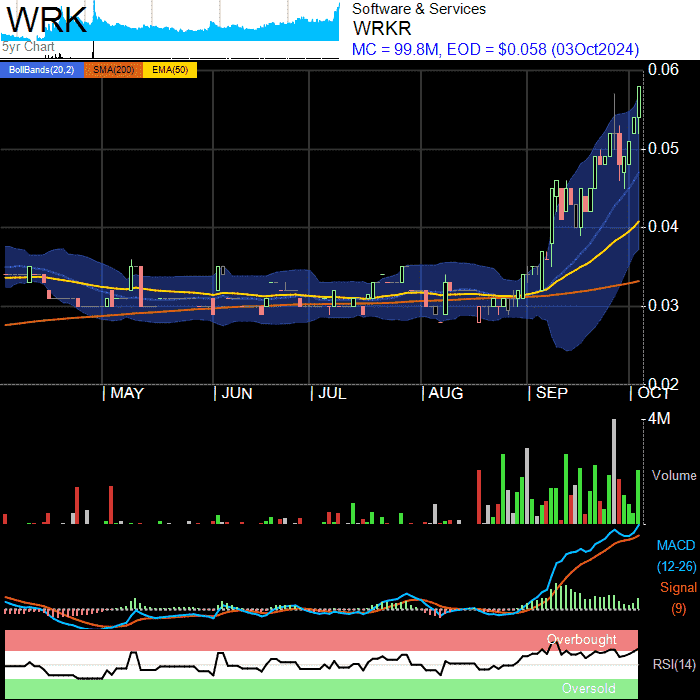 WRK
5yr Chart
Software & Services
WRKR
MC = 99.8M, EOD = $0.058 (03Oct2024)
BollBands(20,2) SMA(200) EMA(50)
0.06
0.05
0.04
0.03
0.02
MAY JUN JUL AUG SEP OCT
4M
Volume
MACD
(12-26)
Signal
(9)
Overbought
RSI(14)
Oversold